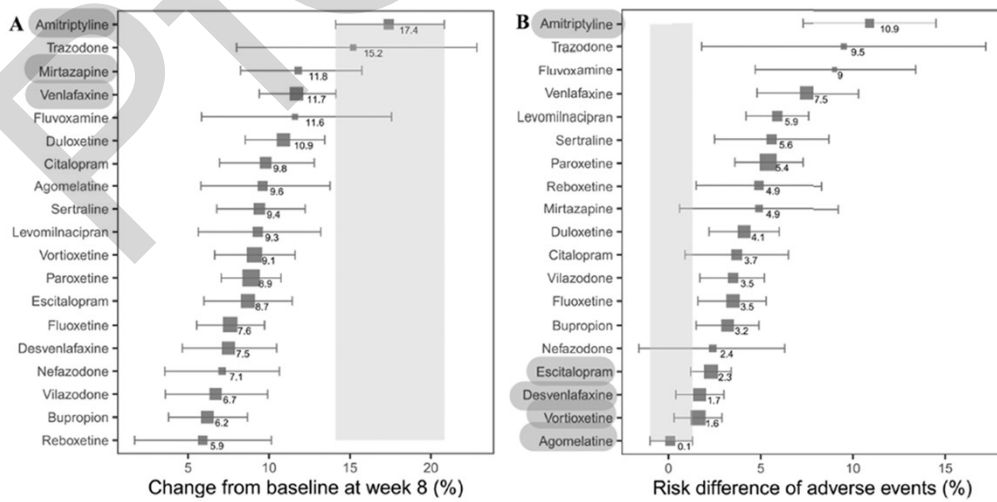 A
Amitriptyline 17.4
Trazodone 15.2
Mirtazapine 11.8
Venlafaxine 11.7
Fluvoxamine 11.6
Duloxetine 10.9
Citalopram 9.8
Agomelatine 9.6
Sertraline 9.4
Levomilnacipran 9.3
Vortioxetine 9.1
Paroxetine 8.9
Escitalopram 8.7
Fluoxetine 7.6
Desvenlafaxine 7.5
Nefazodone 7.1
Vilazodone 6.7
Bupropion 6.2
Reboxetine 5.9
5 10 15 20
Change from baseline at week 8 (%)
B
Amitriptyline 10.9
Trazodone 9.5
Fluvoxamine 9
Venlafaxine 7.5
Levomilnacipran 5.9
Sertraline 5.6
Paroxetine 5.4
Reboxetine 4.9
Mirtazapine 4.9
Duloxetine 4.1
Citalopram 3.7
Vilazodone 3.5
Fluoxetine 3.5
Bupropion 3.2
Nefazodone 2.4
Escitalopram 2.3
Desvenlafaxine 1.7
Vortioxetine 1.6
Agomelatine 0.1
0 5 10 15
Risk difference of adverse events (%)